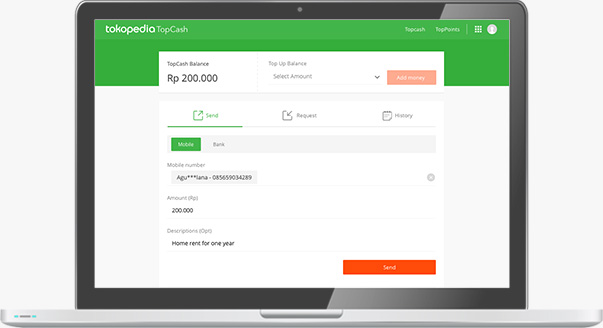 tokopedia TopCash
Topcash
TopPoints
TopCash Balance
Rp 200.000
Top Up Balance
Select Amount
Add money
Send
Request
History
Mobile
Bank
Mobile number
Agu***lana - 085659034289
Amount (Rp)
200.000
Descriptions (Opt)
Home rent for one year
Send